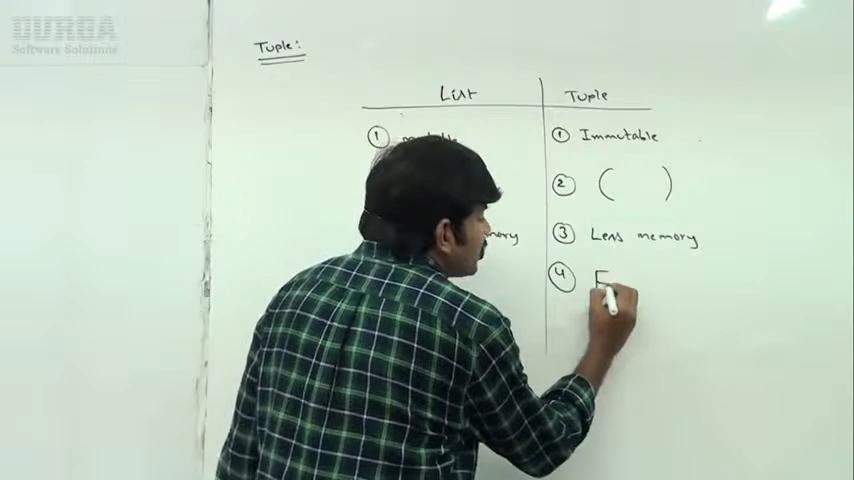 DURGA
Software Solutions
Tuple:
List Tuple
① ① Immutable
② ( )
③ Less memory
④